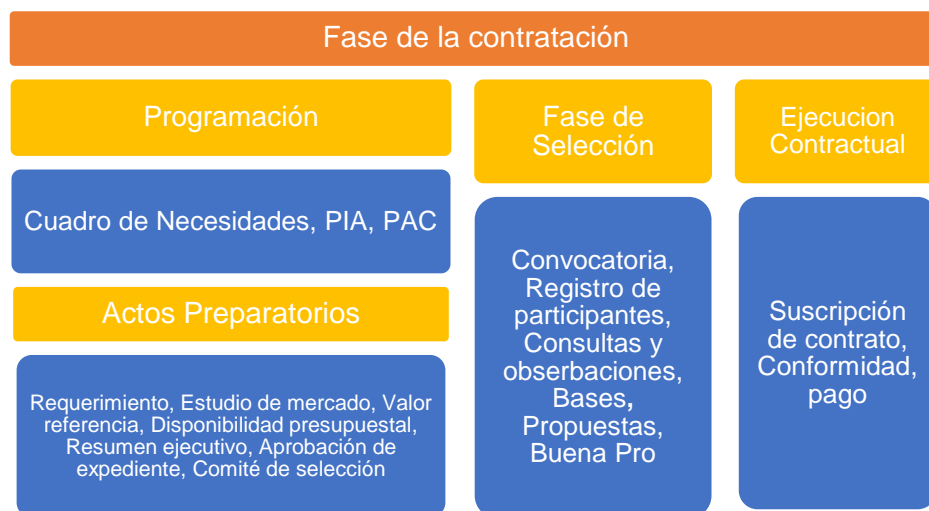 Fase de la contratación
Programación
Cuadro de Necesidades, PIA, PAC
Actos Preparatorios
Requerimiento, Estudio de mercado, Valor
referencia, Disponibilidad presupuestal,
Resumen ejecutivo, Aprobación de
expediente, Comité de selección
Fase de
Selección
Convocatoria,
Registro de
participantes,
Consultas y
obserbaciones,
Bases,
Propuestas,
Buena Pro
Ejecucion
Contractual
Suscripción
de contrato,
Conformidad,
pago